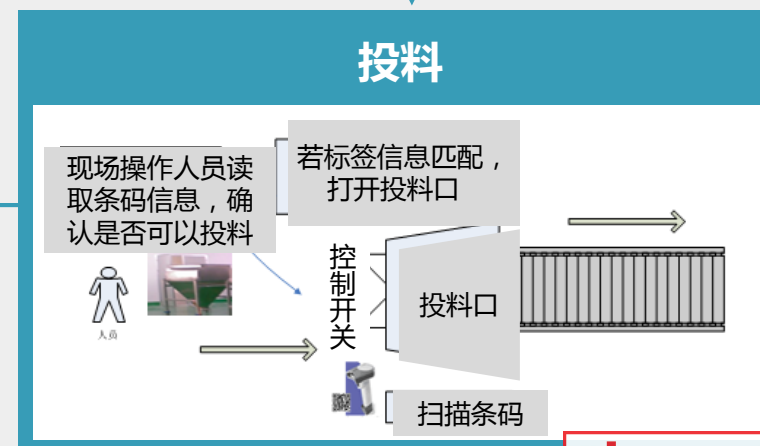 投料
现场操作人员读
取条码信息，确
认是否可以投料
若标签信息匹配，
打开投料口
控制开关
投料口
人员
扫描条码